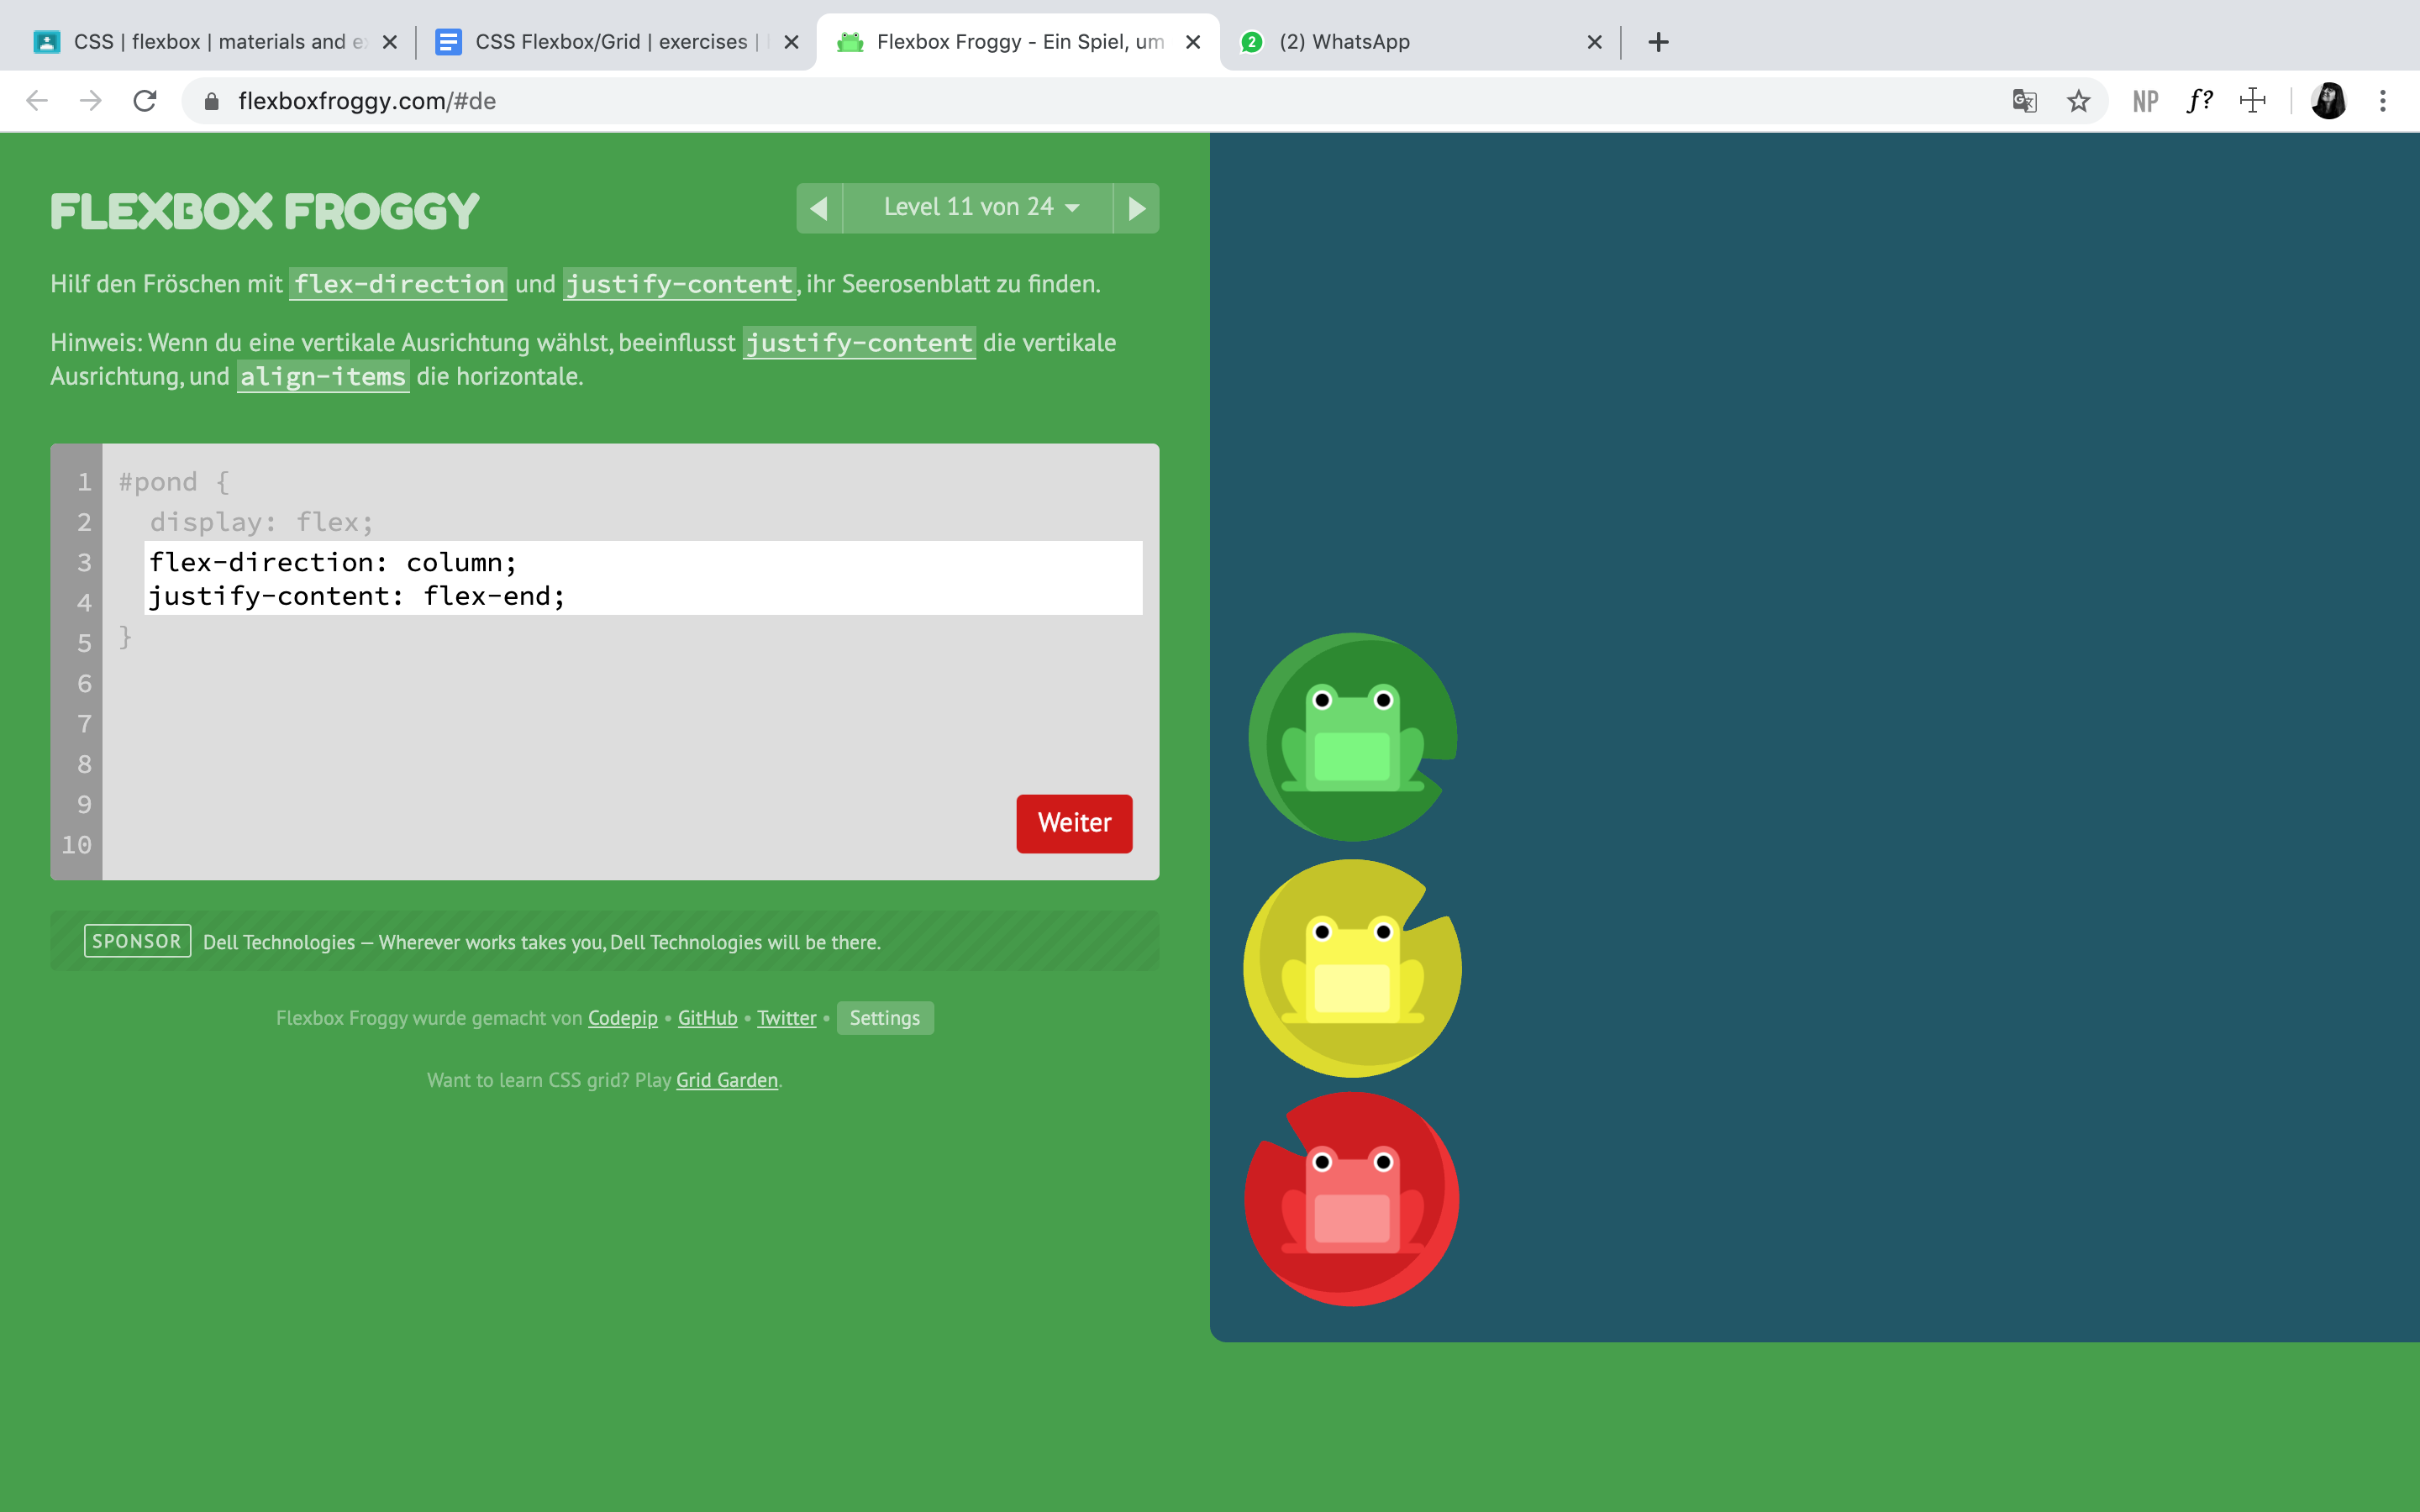 CSS | flexbox | materials and e
CSS Flexbox/Grid | exercises |
Flexbox Froggy - Ein Spiel, um
2
(2) WhatsApp
flexboxfroggy.com/#de
NP
f?
FLEXBOX FROGGY
Level 11 von 24
Hilf den Fröschen mit flex-direction und justify-content, ihr Seerosenblatt zu finden.
Hinweis: Wenn du eine vertikale Ausrichtung wählst, beeinflusst justify-content die vertikale
Ausrichtung, und align-items die horizontale.
1 #pond {
2 display: flex;
3 flex-direction: column;
4 justify-content: flex-end;
5 }
6
7
8
9
10
Weiter
SPONSOR Dell Technologies — Wherever works takes you, Dell Technologies will be there.
Flexbox Froggy wurde gemacht von Codepip • GitHub • Twitter • Settings
Want to learn CSS grid? Play Grid Garden.